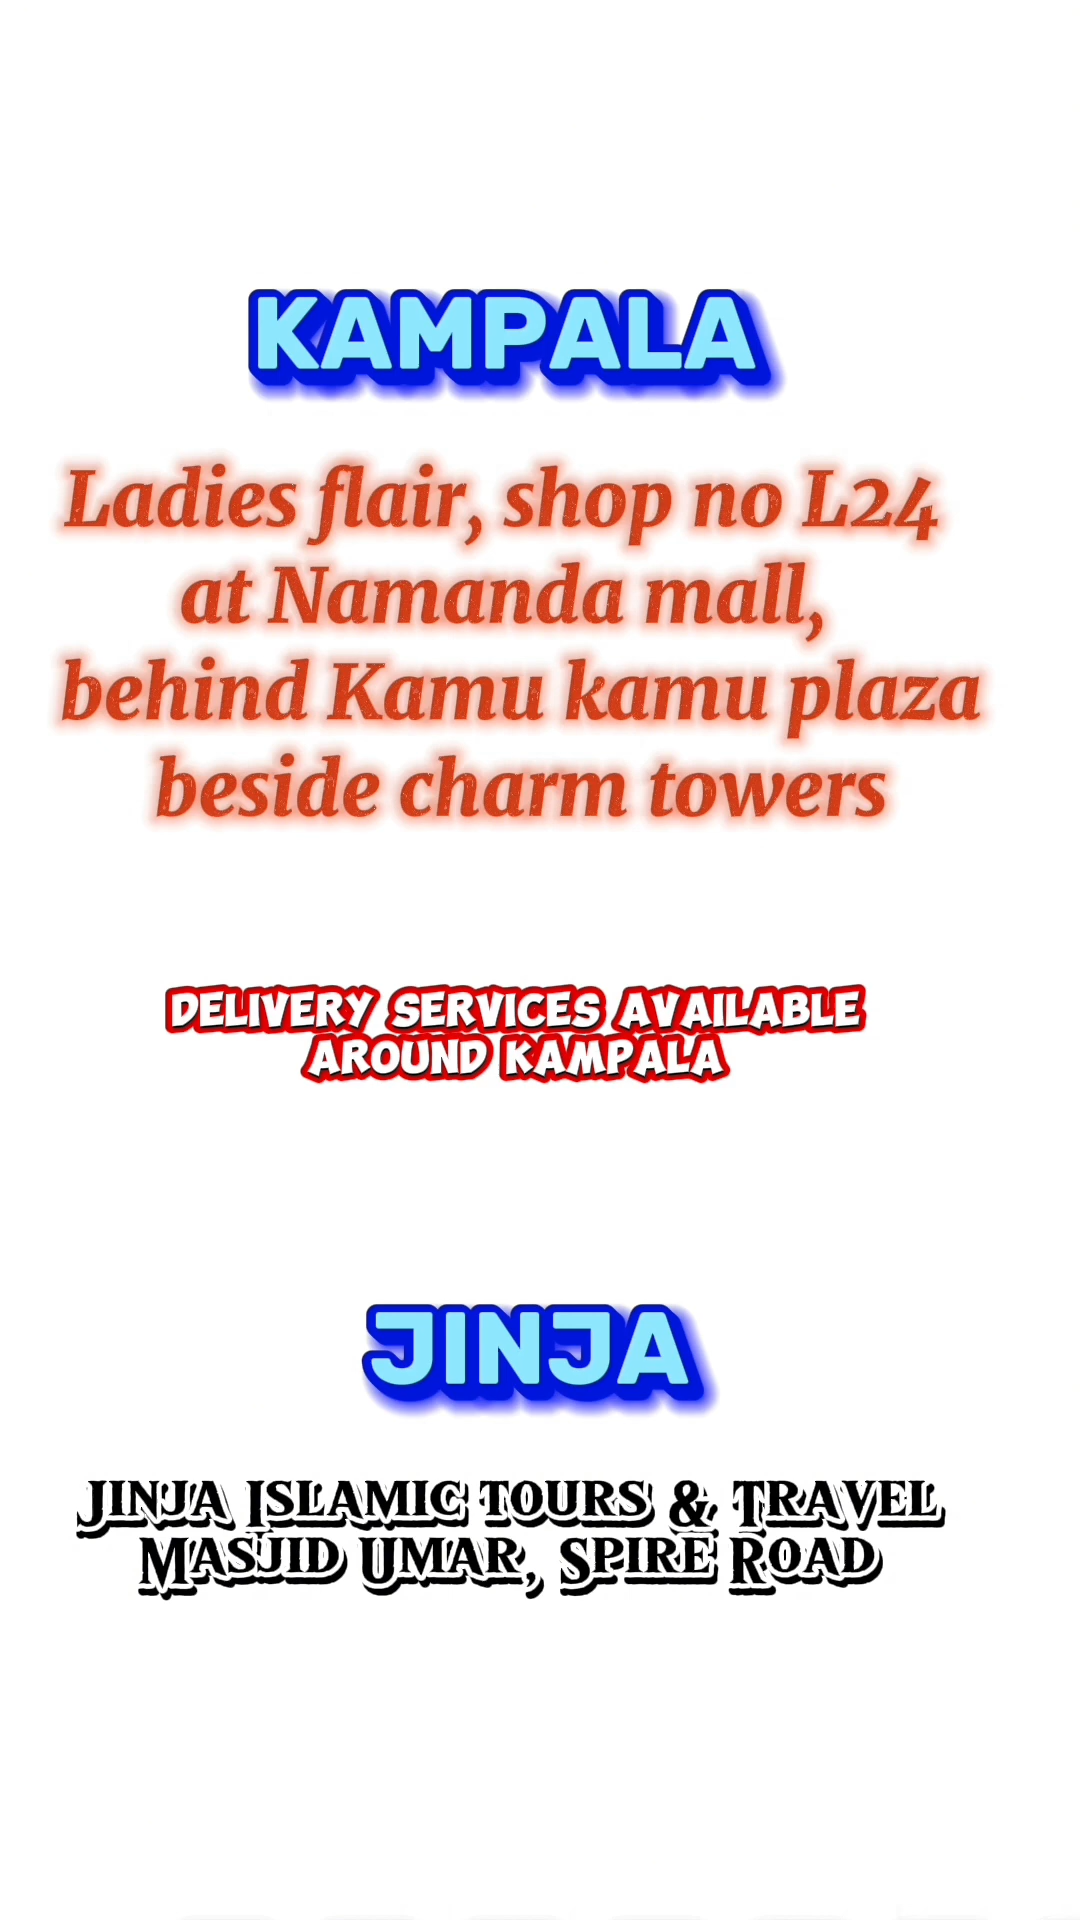 KAMPALA
Ladies flair, shop no L24
at Namanda mall,
behind Kamu kamu plaza
beside charm towers
DELIVERY SERVICES AVAILABLE
AROUND KAMPALA
JINJA
Jinja Islamic tours & Travel
Masjid Umar, Spire Road